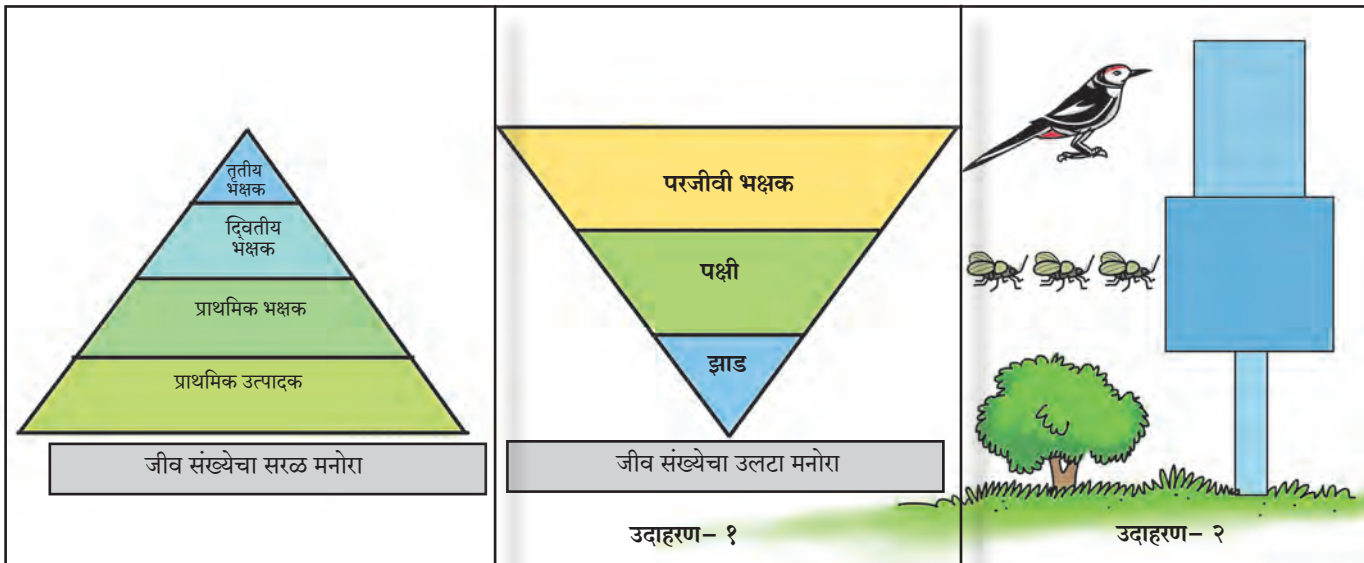 तृतीय
भक्षक
द्वितीय
भक्षक
प्राथमिक भक्षक
प्राथमिक उत्पादक
जीव संख्येचा सरळ मनोरा
परजीवी भक्षक
पक्षी
झाड
जीव संख्येचा उलटा मनोरा
उदाहरण– १
उदाहरण– २